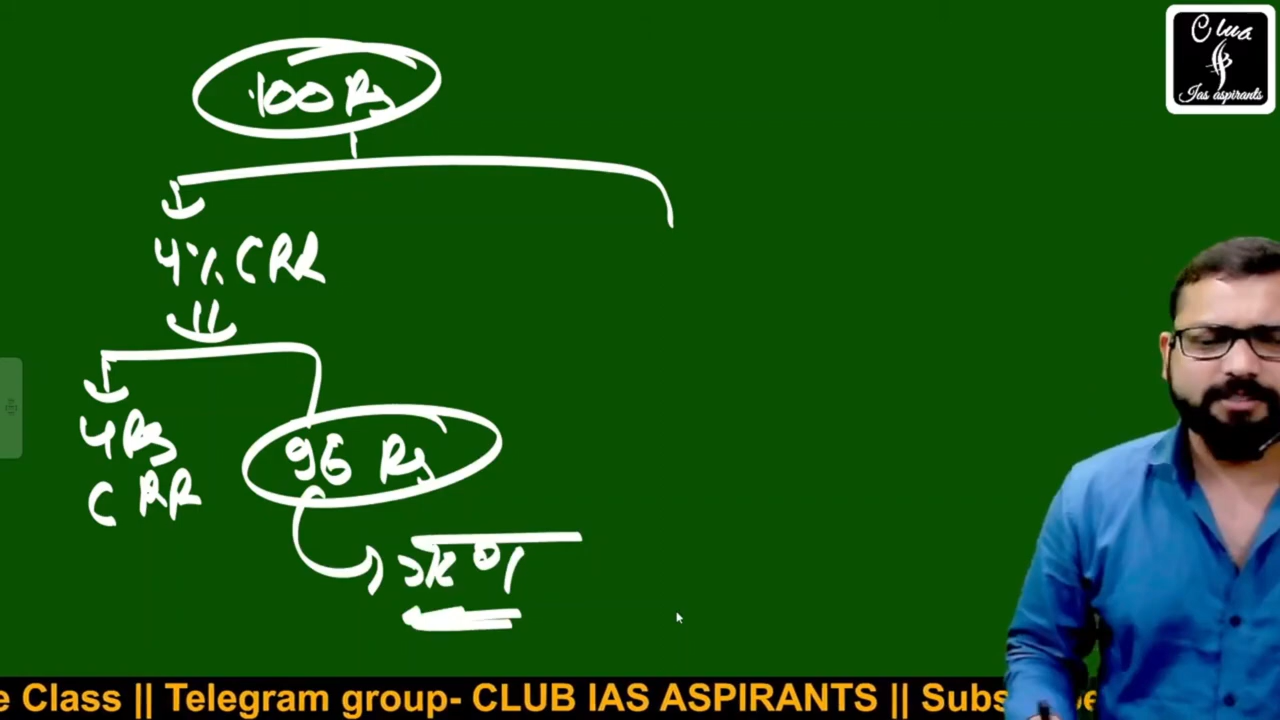 100 Rs
4% CRR
4 Rs
CRR
96 Rs
Club
Ias aspirants
e Class || Telegram group- CLUB IAS ASPIRANTS || Subs